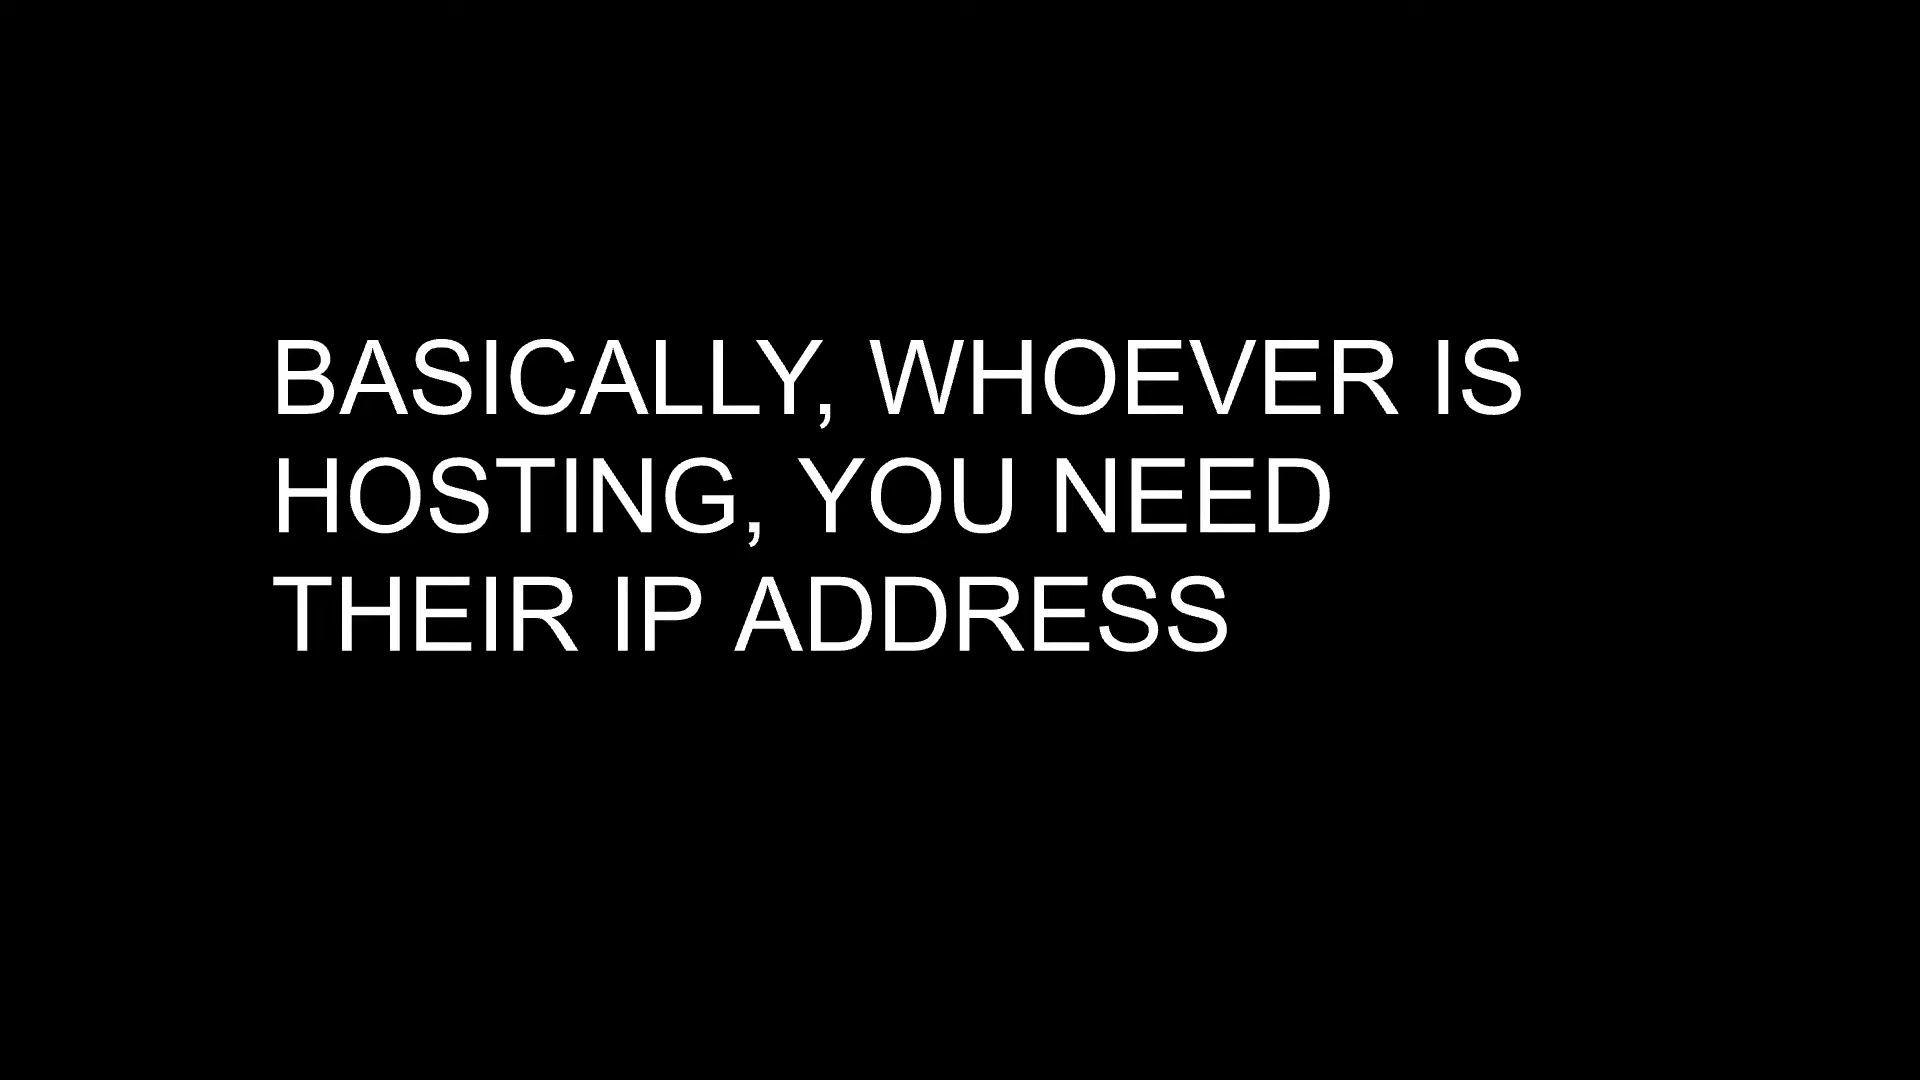 BASICALLY, WHOEVER IS
HOSTING, YOU NEED
THEIR IP ADDRESS